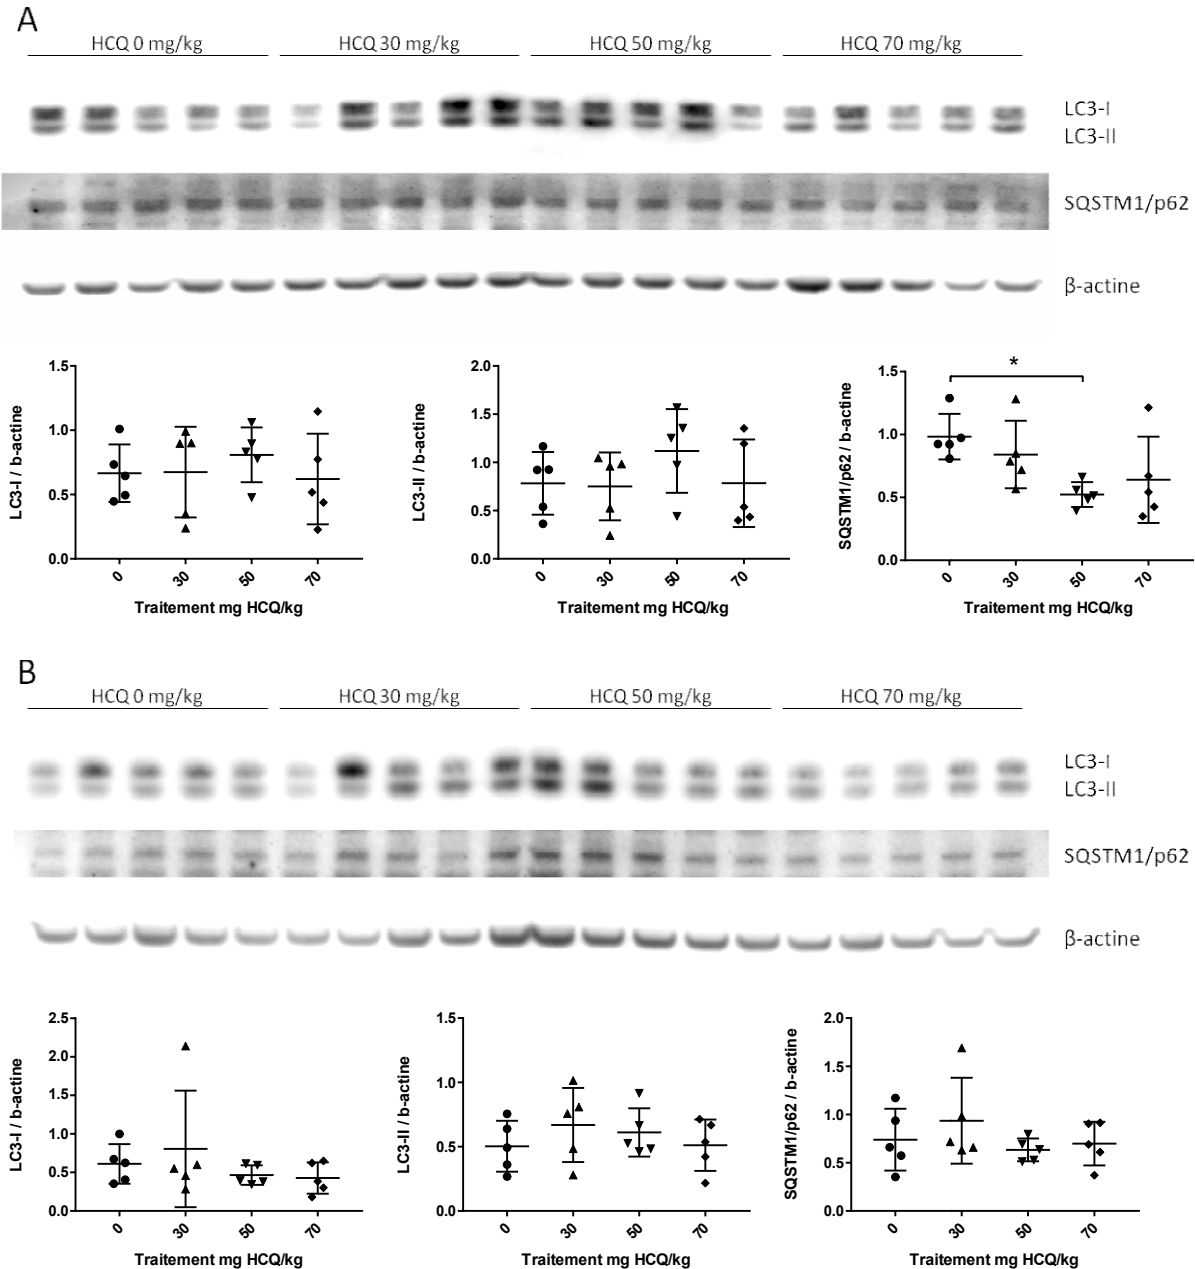 A
HCQ 0 mg/kg HCQ 30 mg/kg HCQ 50 mg/kg HCQ 70 mg/kg
LC3-I
LC3-II
SQSTM1/p62
β-actine
LC3-I / b-actine
1.5
1.0
0.5
0.0
0 30 50 70
Traitement mg HCQ/kg
LC3-II / b-actine
2.0
1.5
1.0
0.5
0.0
0 30 50 70
Traitement mg HCQ/kg
SQSTM1/p62 / b-actine
1.5
1.0
0.5
0.0
*
0 30 50 70
Traitement mg HCQ/kg
B
HCQ 0 mg/kg HCQ 30 mg/kg HCQ 50 mg/kg HCQ 70 mg/kg
LC3-I
LC3-II
SQSTM1/p62
β-actine
LC3-I / b-actine
2.5
2.0
1.5
1.0
0.5
0.0
0 30 50 70
Traitement mg HCQ/kg
LC3-II / b-actine
1.5
1.0
0.5
0.0
0 30 50 70
Traitement mg HCQ/kg
SQSTM1/p62 / b-actine
2.0
1.5
1.0
0.5
0.0
0 30 50 70
Traitement mg HCQ/kg